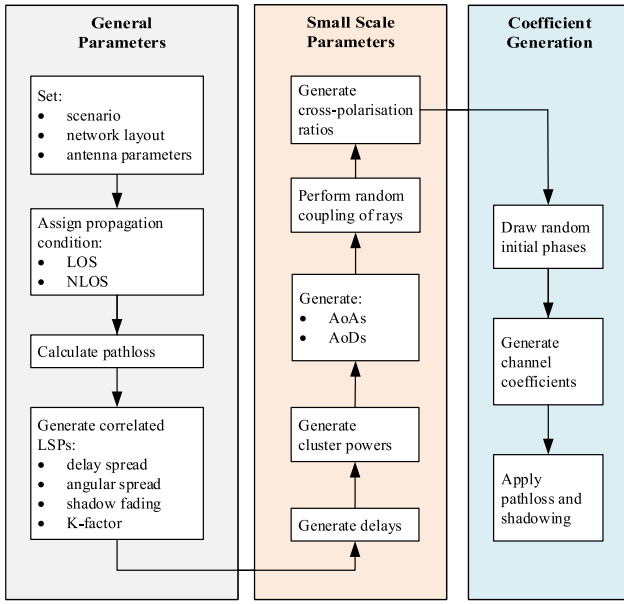 General
Parameters
Set:
• scenario
• network layout
• antenna parameters
Assign propagation
condition:
• LOS
• NLOS
Calculate pathloss
Generate correlated
LSPs:
• delay spread
• angular spread
• shadow fading
• K-factor
Small Scale
Parameters
Generate
cross-polarisation
ratios
Perform random
coupling of rays
Generate:
• AoAs
• AoDs
Generate
cluster powers
Generate delays
Coefficient
Generation
Draw random
initial phases
Generate
channel
coefficients
Apply
pathloss and
shadowing